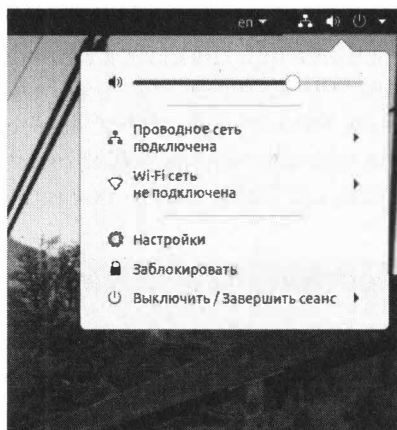 en
Проводное сеть
подключена
Wi-Fi сеть
не подключена
Настройки
Заблокировать
Выключить / Завершить сеанс